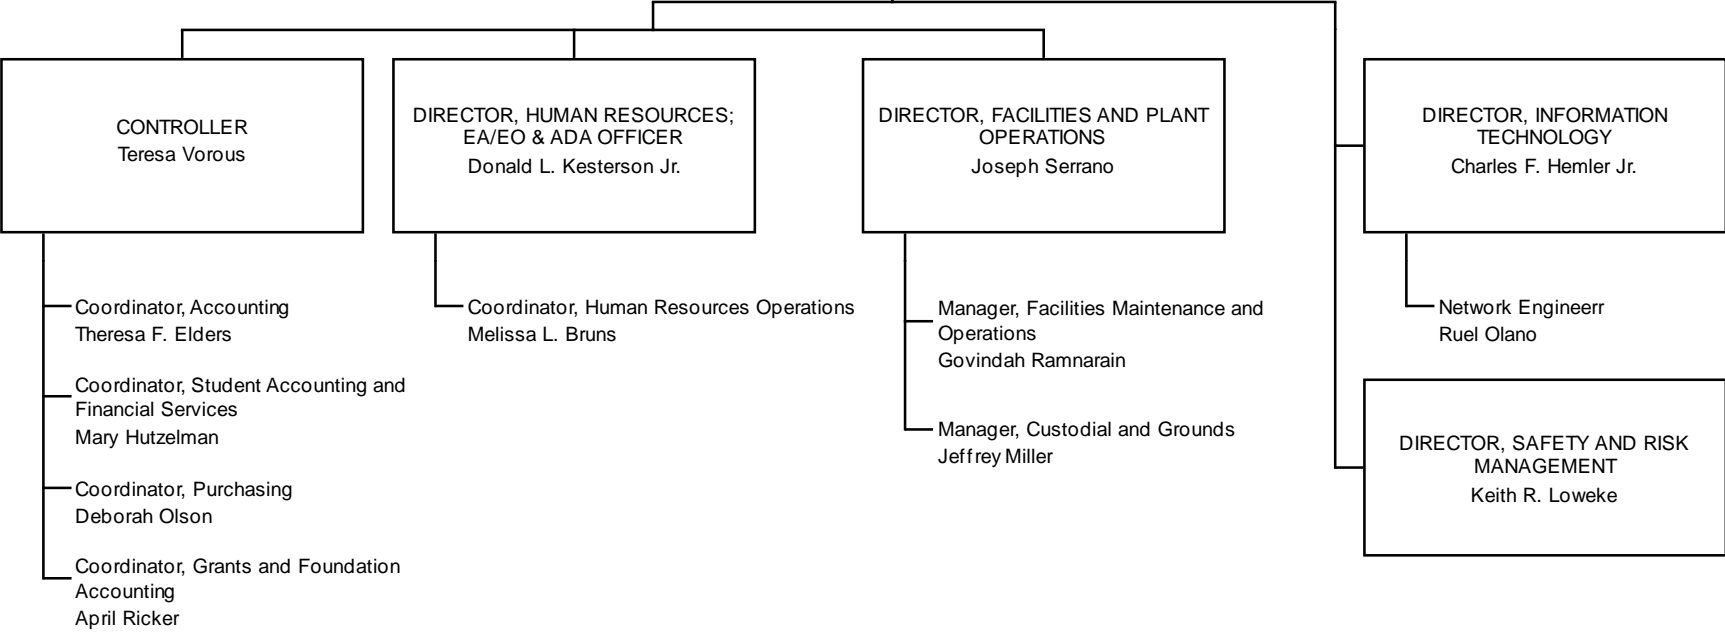 CONTROLLER
Teresa Vorous
Coordinator, Accounting
Theresa F. Elders
Coordinator, Student Accounting and
Financial Services
Mary Hutzelman
Coordinator, Purchasing
Deborah Olson
Coordinator, Grants and Foundation
Accounting
April Ricker
DIRECTOR, HUMAN RESOURCES;
EA/EO & ADA OFFICER
Donald L. Kesterson Jr.
Coordinator, Human Resources Operations
Melissa L. Bruns
DIRECTOR, FACILITIES AND PLANT
OPERATIONS
Joseph Serrano
Manager, Facilities Maintenance and
Operations
Govindah Ramnarain
Manager, Custodial and Grounds
Jeffrey Miller
DIRECTOR, INFORMATION
TECHNOLOGY
Charles F. Hemler Jr.
Network Engineerr
Ruel Olano
DIRECTOR, SAFETY AND RISK
MANAGEMENT
Keith R. Loweke